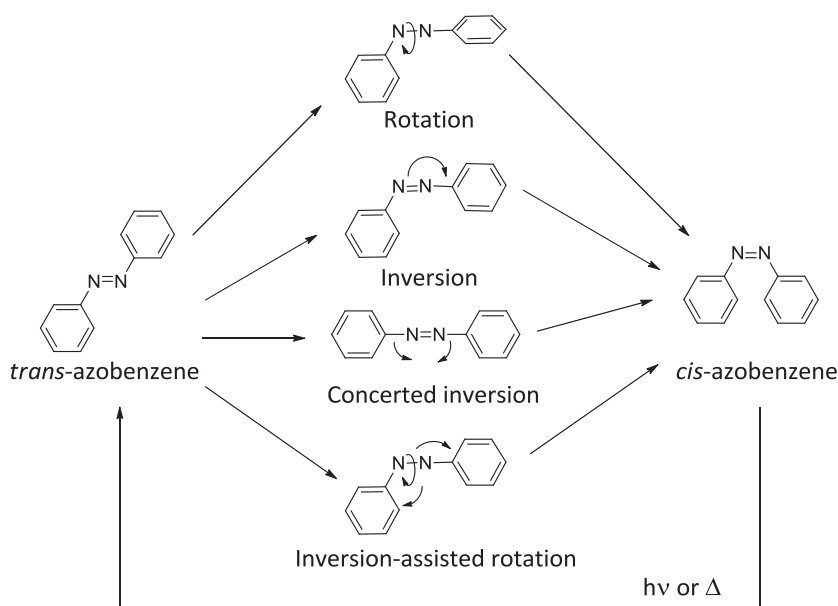 N—N
Rotation
N=N
Inversion
N=N
trans-azobenzene
N=N
Concerted inversion
N=N
cis-azobenzene
N—N
Inversion-assisted rotation
hν or Δ